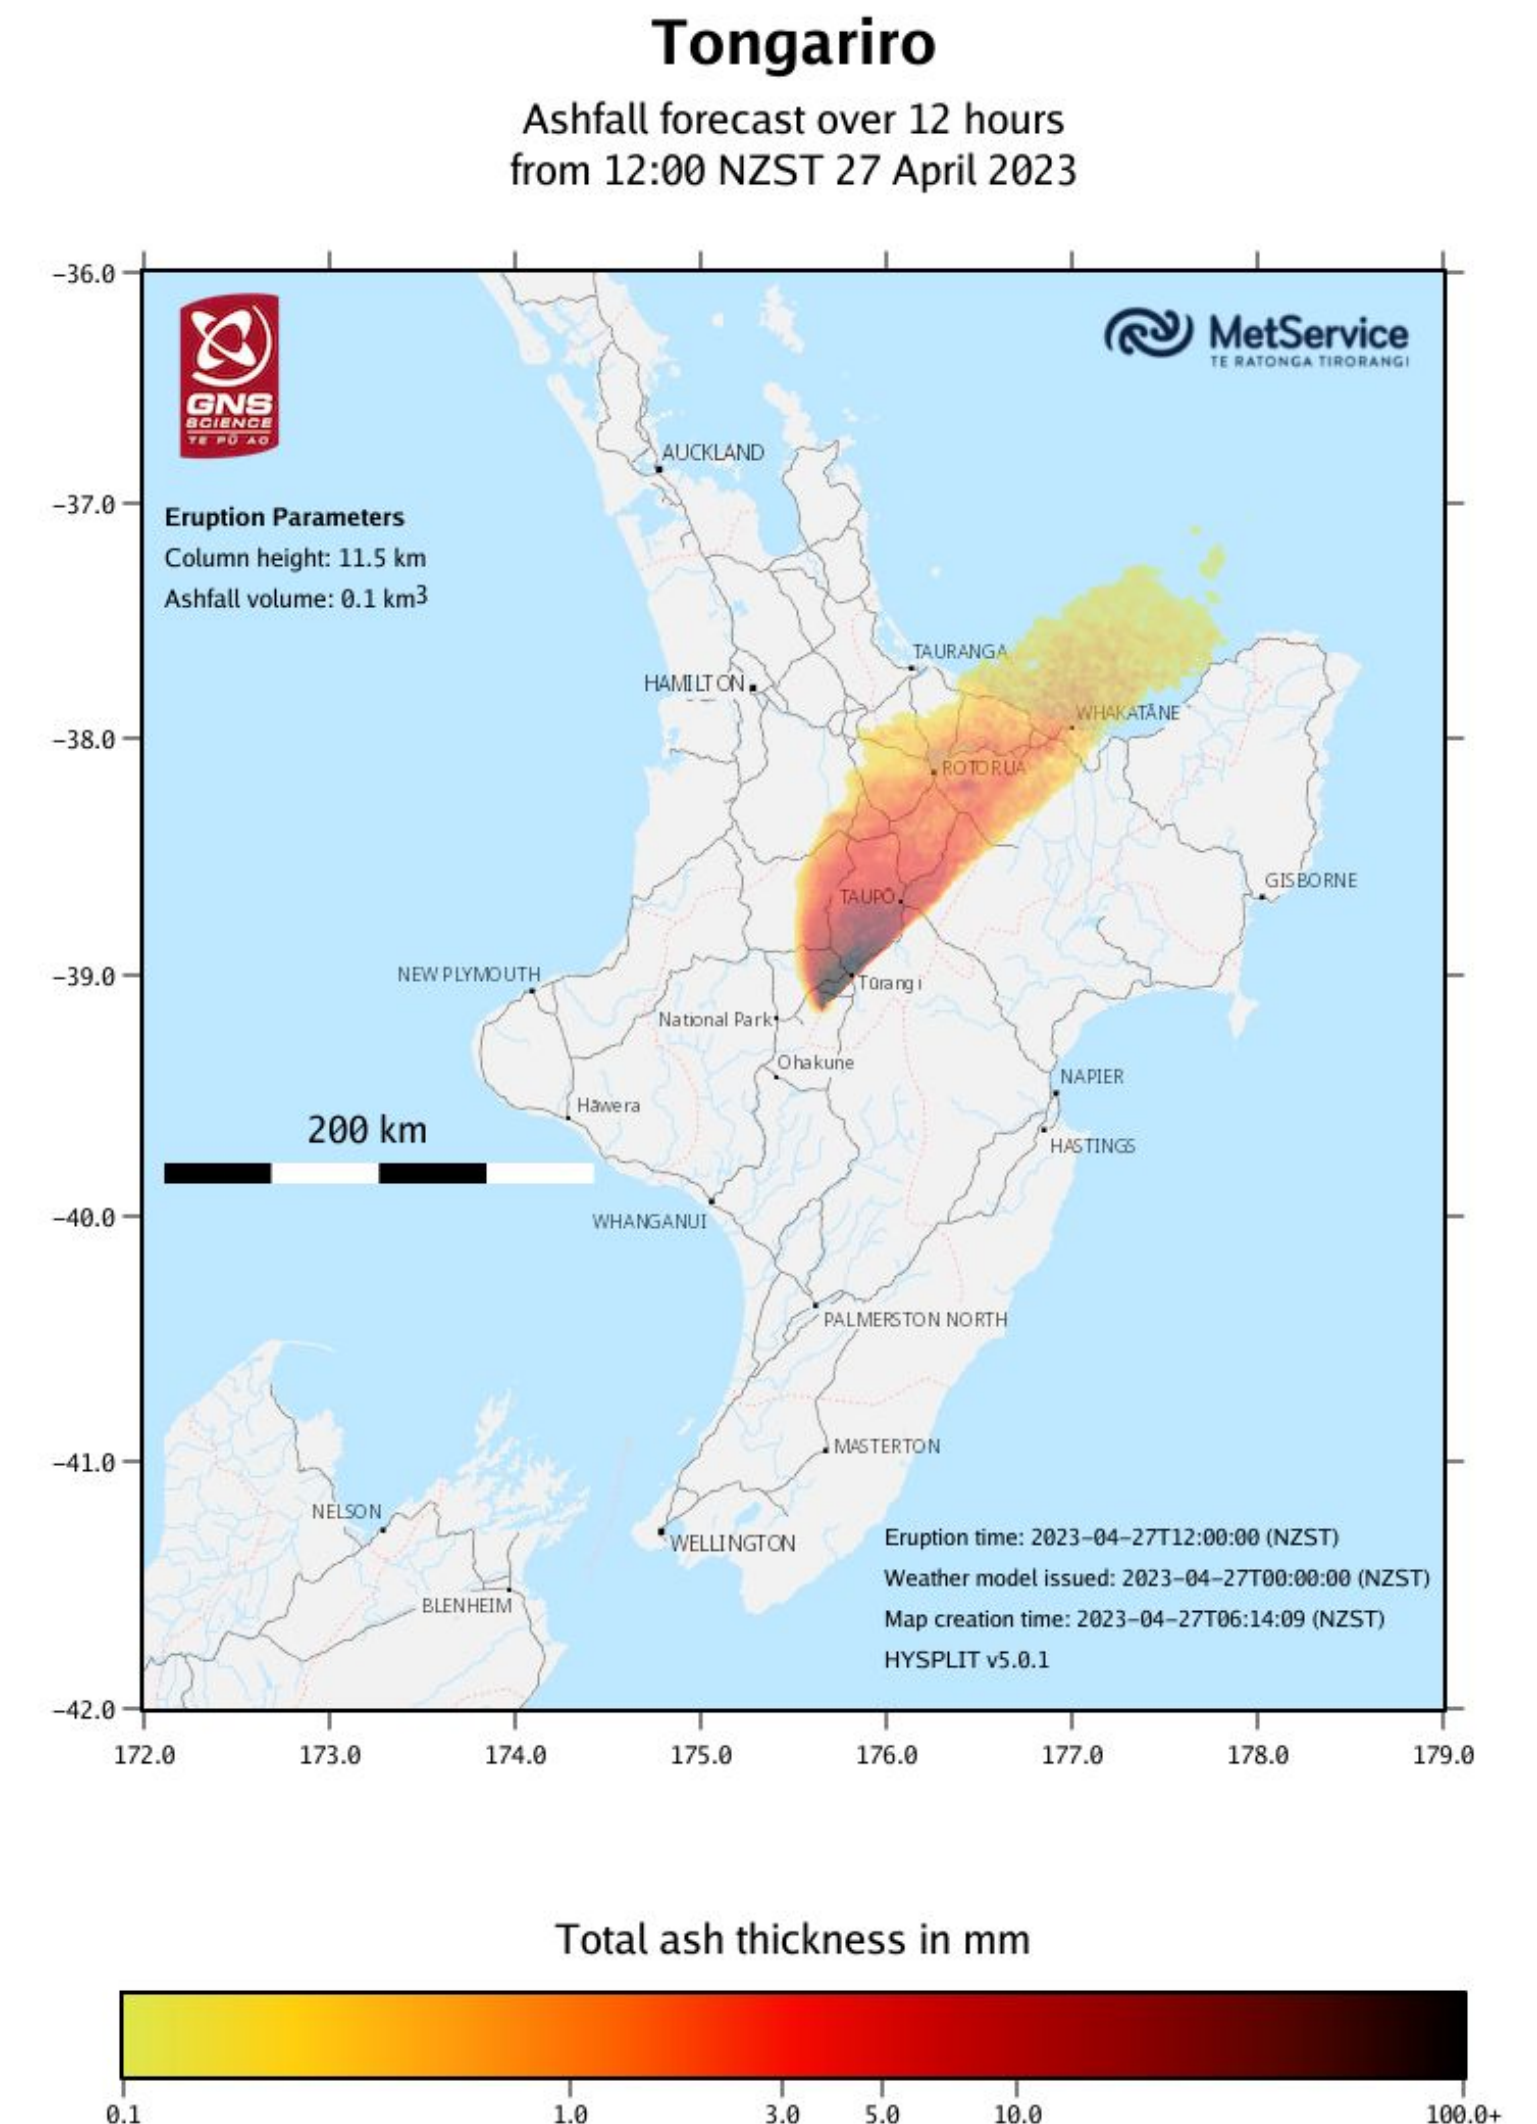 Tongariro
Ashfall forecast over 12 hours
from 12:00 NZST 27 April 2023
-36.0
-37.0
-38.0
-39.0
-40.0
-41.0
-42.0
GNS
SCIENCE
TE PŪ AO
MetService
TE RATONGA TIRORANGI
Eruption Parameters
Column height: 11.5 km
Ashfall volume: 0.1 km3
AUCKLAND
TAURANGA
HAMILTON
WHAKATĀNE
ROTORUA
TAUPŌ
GISBORNE
NEW PLYMOUTH
Tūrangi
National Park
Ohakune
NAPIER
Hāwera
HASTINGS
200 km
WHANGANUI
PALMERSTON NORTH
MASTERTON
NELSON
WELLINGTON
BLENHEIM
Eruption time: 2023-04-27T12:00:00 (NZST)
Weather model issued: 2023-04-27T00:00:00 (NZST)
Map creation time: 2023-04-27T06:14:09 (NZST)
HYSPLIT v5.0.1
172.0 173.0 174.0 175.0 176.0 177.0 178.0 179.0
Total ash thickness in mm
0.1 1.0 3.0 5.0 10.0 100.0+